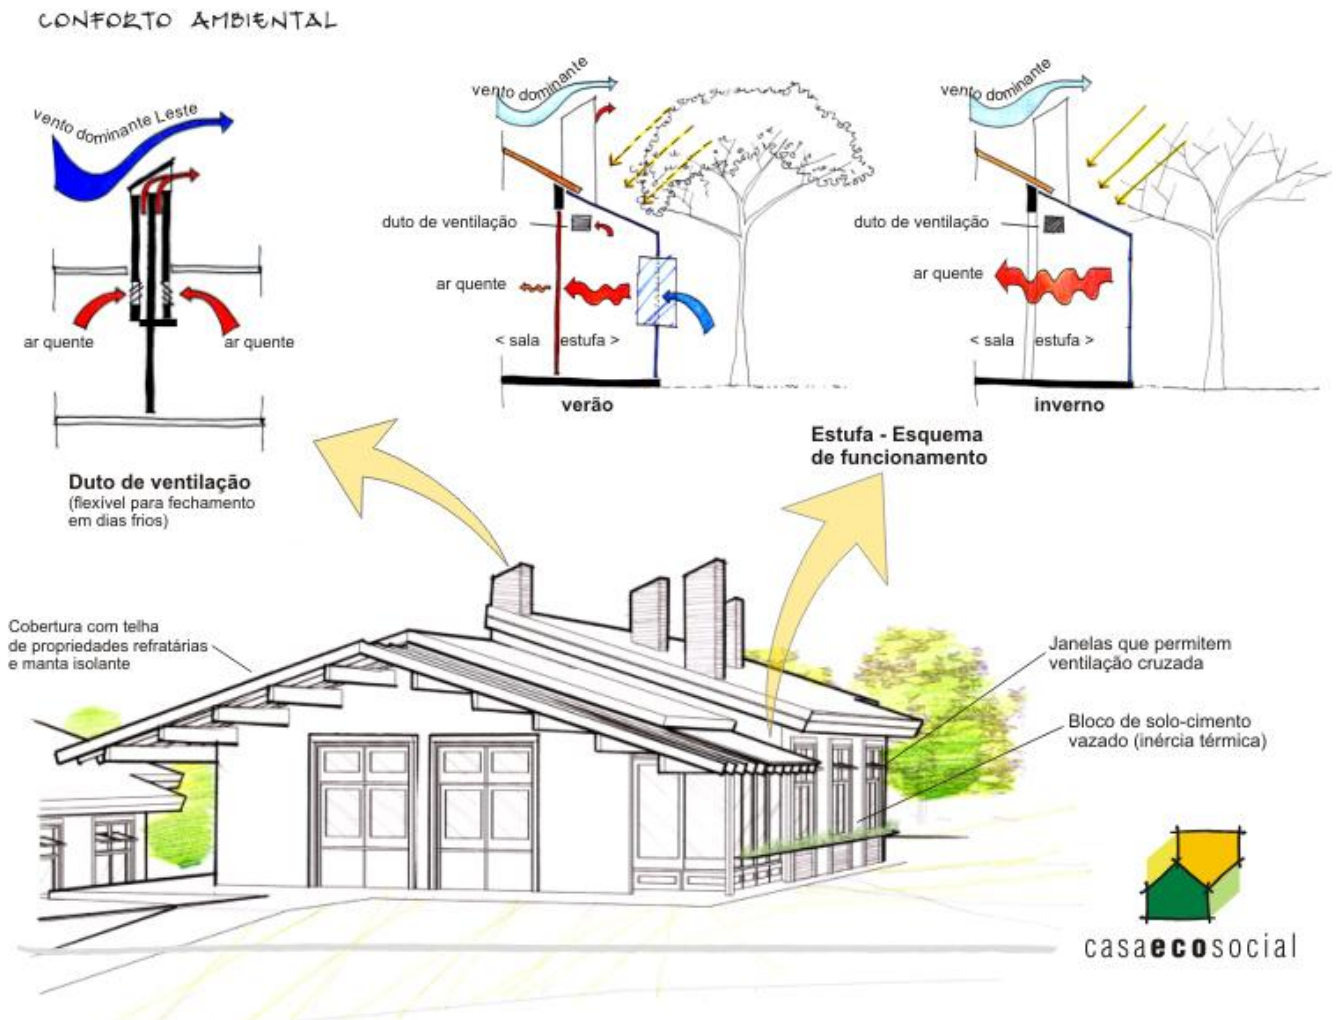 CONFORTO AMBIENTAL
vento dominante Leste
ar quente
ar quente
Duto de ventilação
(flexível para fechamento
em dias frios)
vento dominante
duto de ventilação
ar quente
< sala
estufa >
verão
vento dominante
duto de ventilação
ar quente
< sala
estufa >
inverno
Estufa - Esquema
de funcionamento
Cobertura com telha
de propriedades refratárias
e manta isolante
Janelas que permitem
ventilação cruzada
Bloco de solo-cimento
vazado (inércia térmica)
casaecosocial